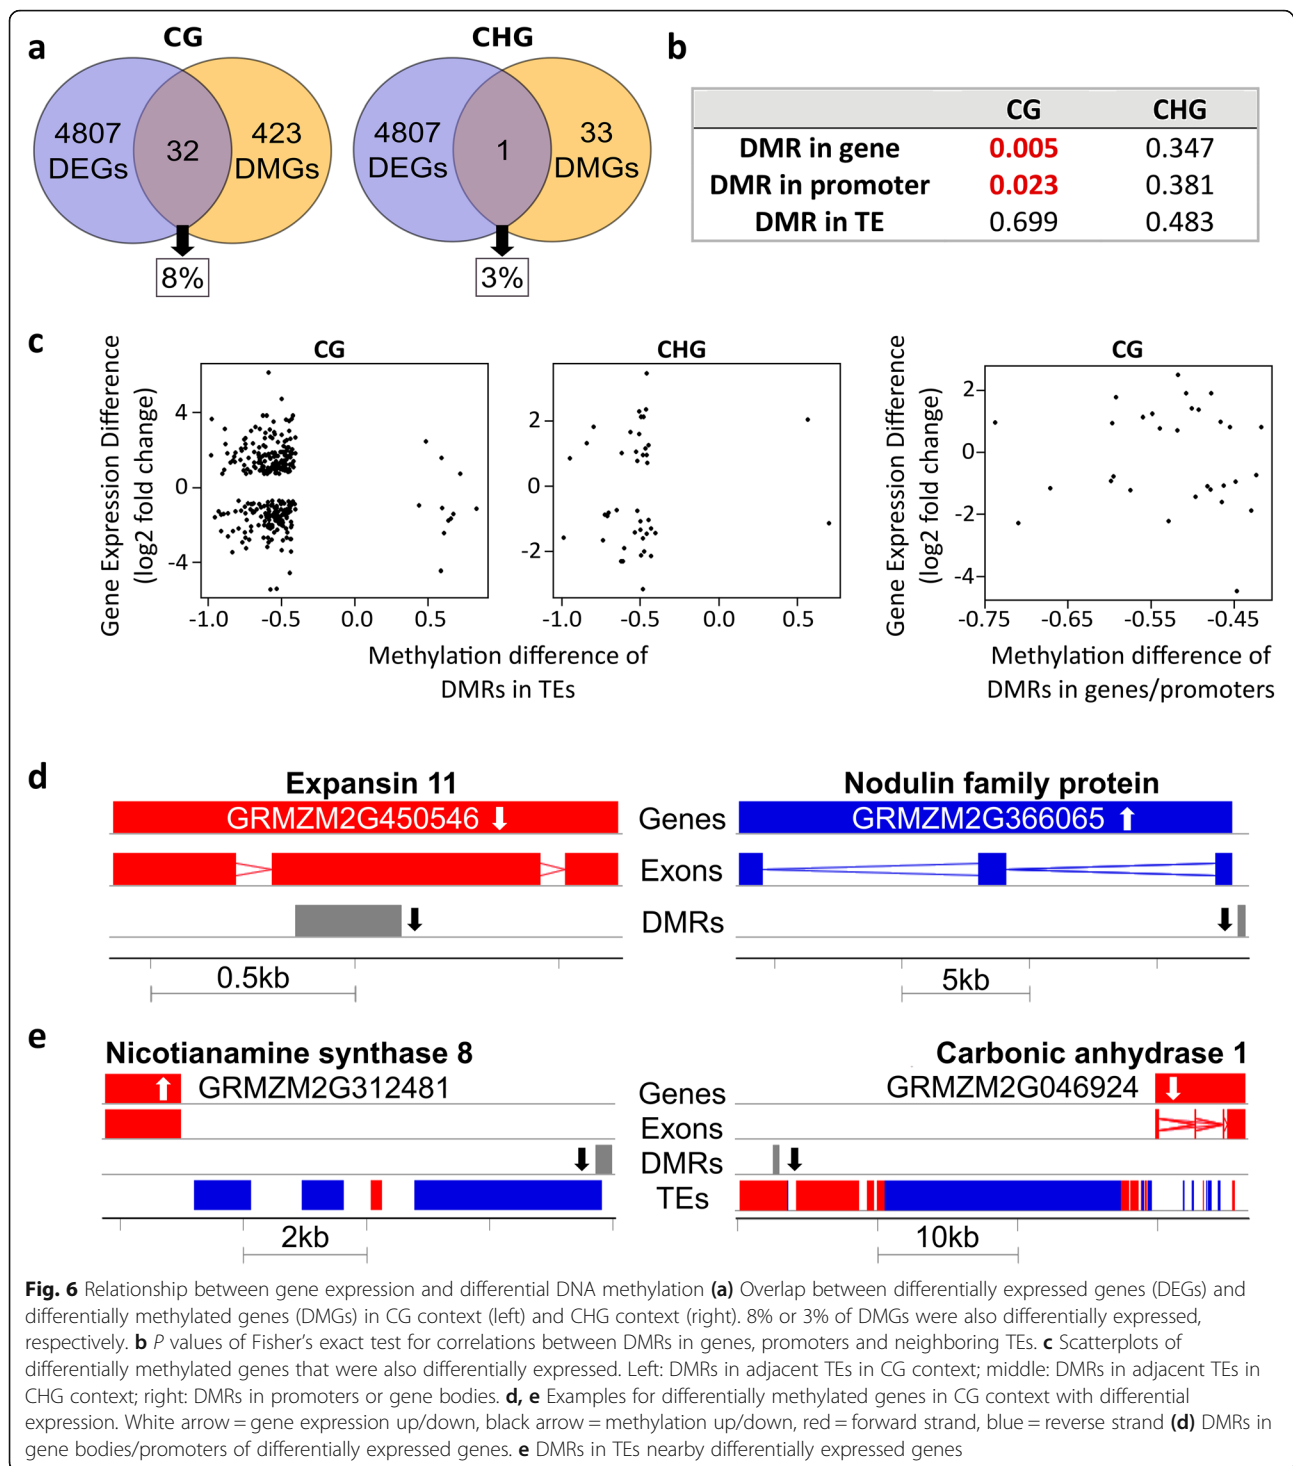 a
CG
CHG
4807
DEGs
32
423
DMGs
8%
4807
DEGs
1
33
DMGs
3%
b
CG CHG
DMR in gene 0.005 0.347
DMR in promoter 0.023 0.381
DMR in TE 0.699 0.483
c
Gene Expression Difference
(log2 fold change)
CG
4
0
-4
-1.0 -0.5 0.0 0.5
CHG
2
0
-2
-1.0 -0.5 0.0 0.5
Methylation difference of
DMRs in TEs
Gene Expression Difference
(log2 fold change)
CG
2
0
-2
-4
-0.75 -0.65 -0.55 -0.45
Methylation difference of
DMRs in genes/promoters
d
Expansin 11
Nodulin family protein
GRMZM2G450546
Genes
GRMZM2G366065
Exons
DMRs
0.5kb
5kb
e
Nicotianamine synthase 8
Carbonic anhydrase 1
GRMZM2G312481
Genes
GRMZM2G046924
Exons
DMRs
TEs
2kb
10kb
Fig. 6 Relationship between gene expression and differential DNA methylation (a) Overlap between differentially expressed genes (DEGs) and
differentially methylated genes (DMGs) in CG context (left) and CHG context (right). 8% or 3% of DMGs were also differentially expressed,
respectively. b P values of Fisher's exact test for correlations between DMRs in genes, promoters and neighboring TEs. c Scatterplots of
differentially methylated genes that were also differentially expressed. Left: DMRs in adjacent TEs in CG context; middle: DMRs in adjacent TEs in
CHG context; right: DMRs in promoters or gene bodies. d, e Examples for differentially methylated genes in CG context with differential
expression. White arrow = gene expression up/down, black arrow = methylation up/down, red = forward strand, blue = reverse strand (d) DMRs in
gene bodies/promoters of differentially expressed genes. e DMRs in TEs nearby differentially expressed genes